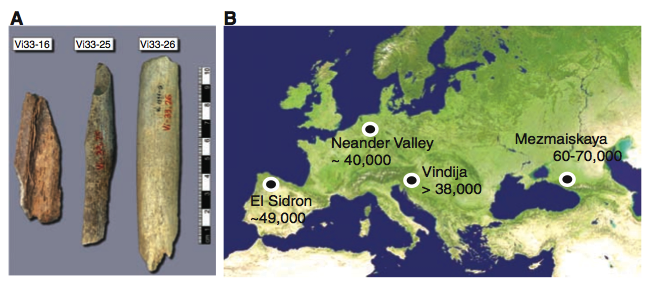 A
B
Vi33-16 Vi33-25 Vi33-26
Neander Valley
~ 40,000
Mezmaiskaya
60-70,000
Vindija
> 38,000
El Sidron
~49,000